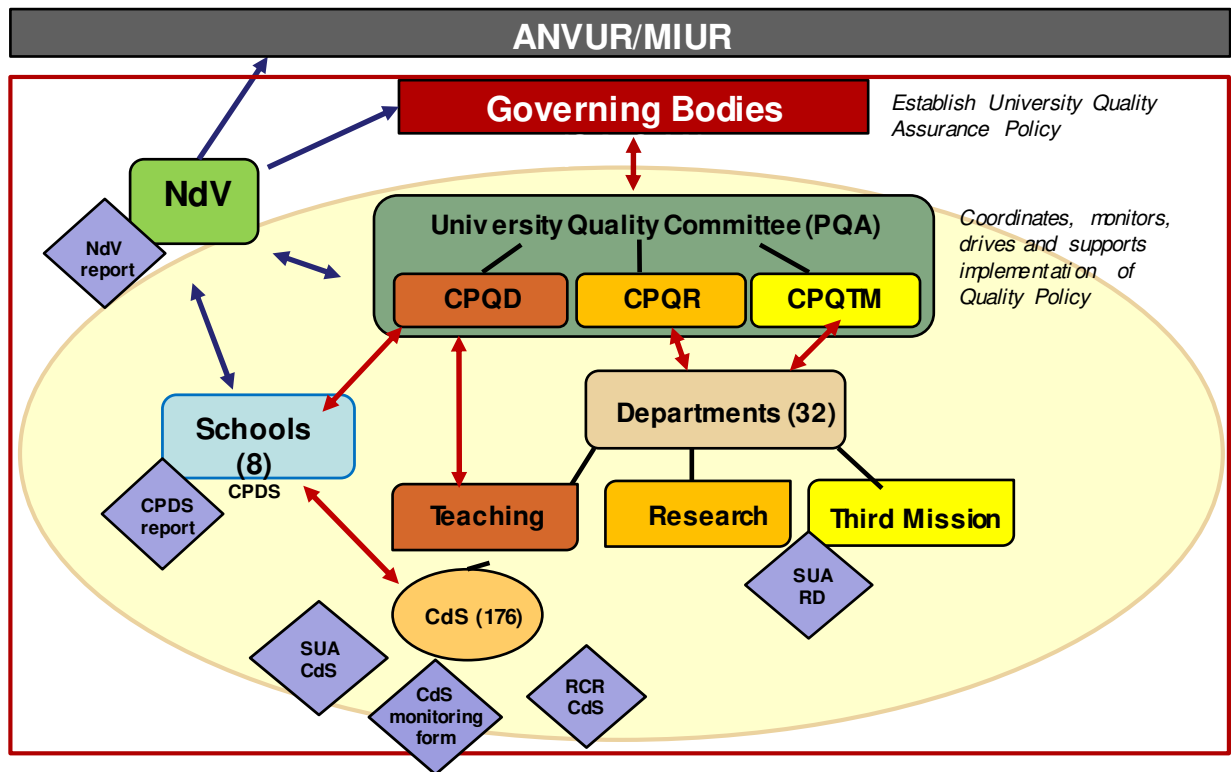 ANVUR/MIUR
Governing Bodies
Establish University Quality
Assurance Policy
NdV
NdV
report
University Quality Committee (PQA)
CPQD
CPQR
CPQTM
Coordinates, monitors,
drives and supports
implementation of
Quality Policy
Schools
(8)
CPDS
CPDS
report
Departments (32)
Teaching
Research
Third Mission
SUA
RD
CdS (176)
SUA
CdS
CdS
monitoring
form
RCR
CdS